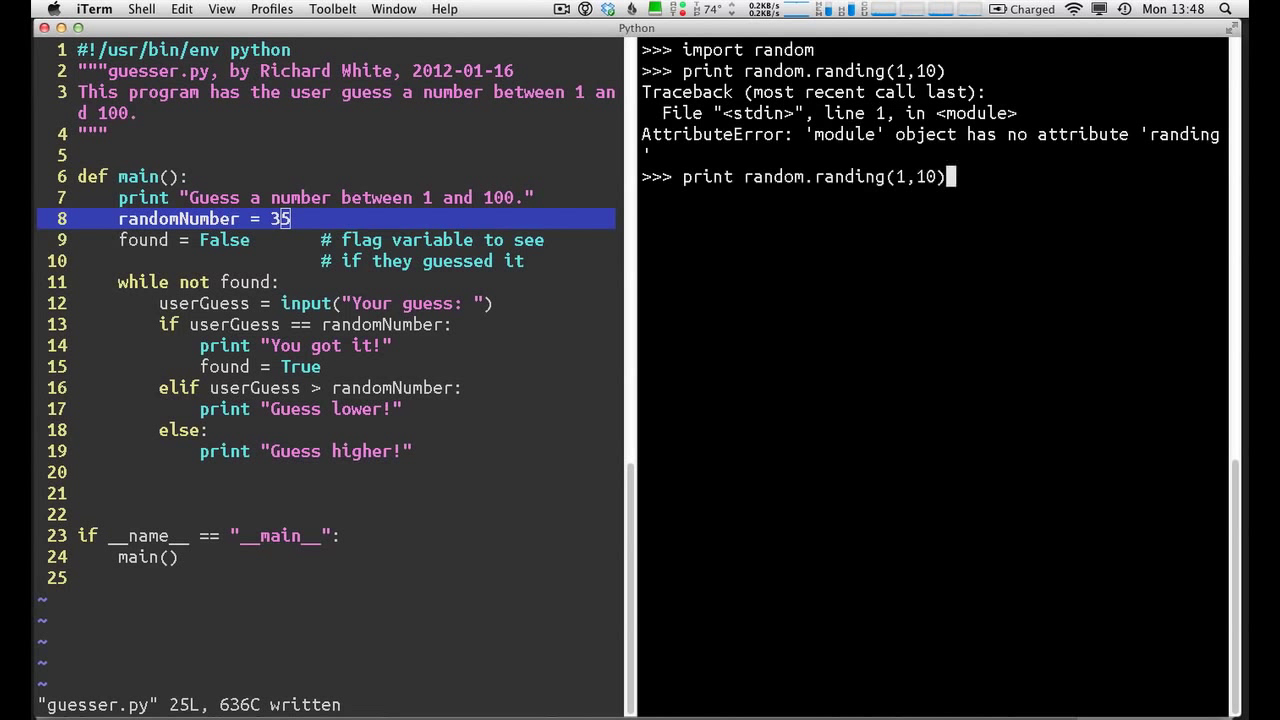 iTerm Shell Edit View Profiles Toolbelt Window Help 74° 0.2KB/s 0.2KB/s Charged Mon 13:48
Python
1 #!/usr/bin/env python
2 """guesser.py, by Richard White, 2012-01-16
3 This program has the user guess a number between 1 an
d 100.
4 """
5
6 def main():
7     print "Guess a number between 1 and 100."
8     randomNumber = 35
9     found = False       # flag variable to see
10                         # if they guessed it
11     while not found:
12         userGuess = input("Your guess: ")
13         if userGuess == randomNumber:
14             print "You got it!"
15             found = True
16         elif userGuess > randomNumber:
17             print "Guess lower!"
18         else:
19             print "Guess higher!"
20
21
22
23 if __name__ == "__main__":
24     main()
25
~
~
~
~
~
"guesser.py" 25L, 636C written
>>> import random
>>> print random.randing(1,10)
Traceback (most recent call last):
  File "<stdin>", line 1, in <module>
AttributeError: 'module' object has no attribute 'randing
'
>>> print random.randing(1,10)